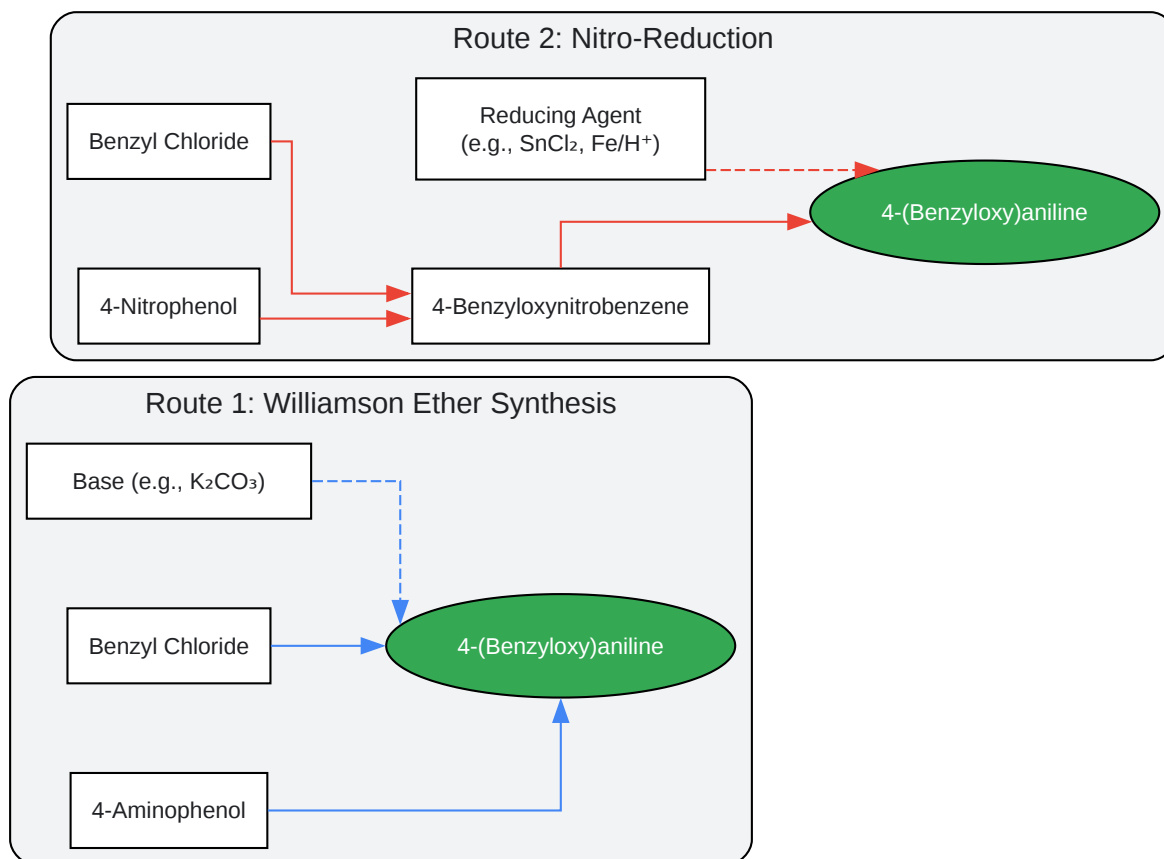 Route 2: Nitro-Reduction
Benzyl Chloride
Reducing Agent
(e.g., SnCl₂, Fe/H⁺)
4-(Benzyloxy)aniline
4-Nitrophenol
4-Benzyloxynitrobenzene
Route 1: Williamson Ether Synthesis
Base (e.g., K₂CO₃)
Benzyl Chloride
4-(Benzyloxy)aniline
4-Aminophenol